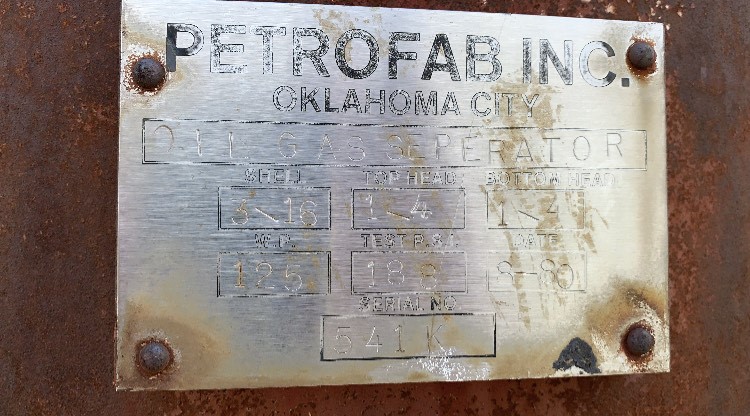 PETROFAB INC.
OKLAHOMA CITY
OIL GAS SEPERATOR
SHELL TOP HEAD BOTTOM HEAD
3-16 1-4 1-4
W.P. TEST P.S.I. DATE
125 188 8-80
SERIAL NO
541 K